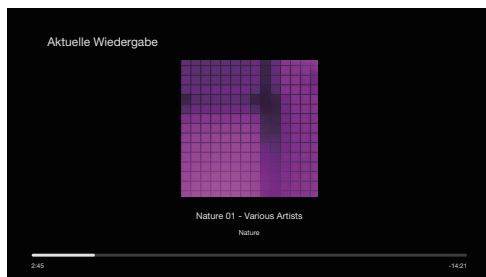 Aktuelle Wiedergabe
Nature 01 - Various Artists
Nature
2:45
-14:21